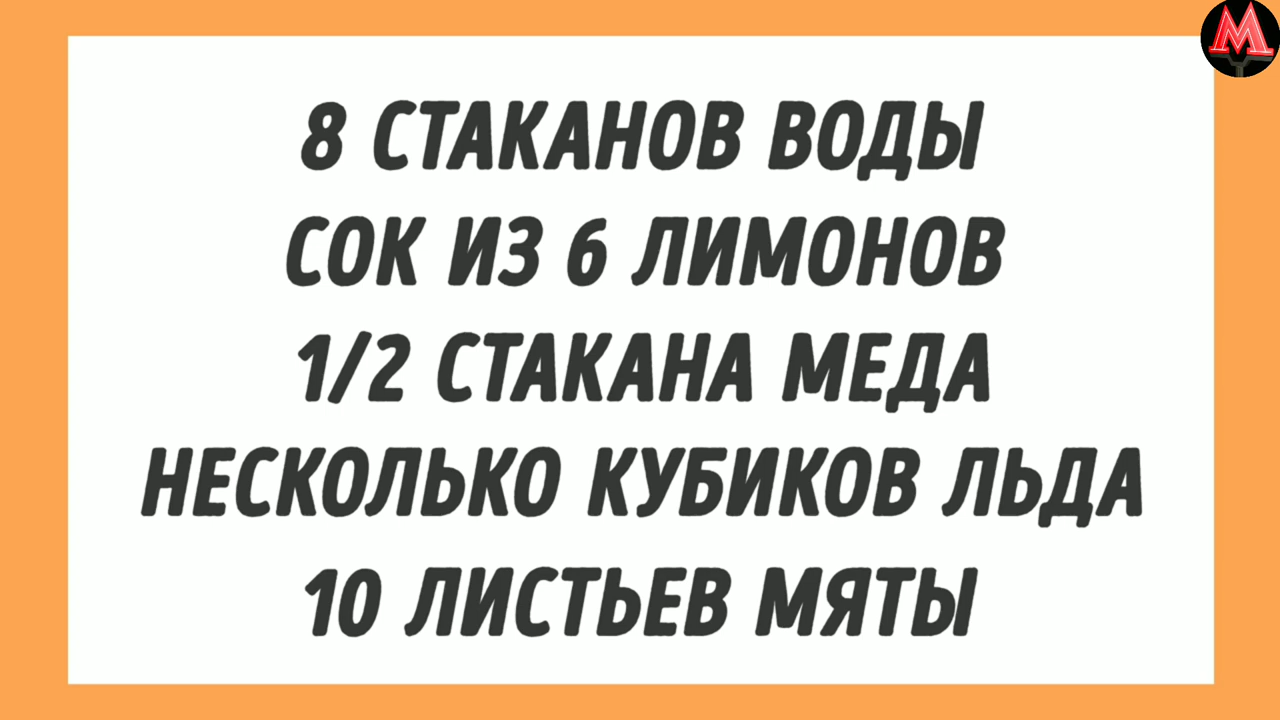 8 СТАКАНОВ ВОДЫ
СОК ИЗ 6 ЛИМОНОВ
1/2 СТАКАНА МЕДА
НЕСКОЛЬКО КУБИКОВ ЛЬДА
10 ЛИСТЬЕВ МЯТЫ
М